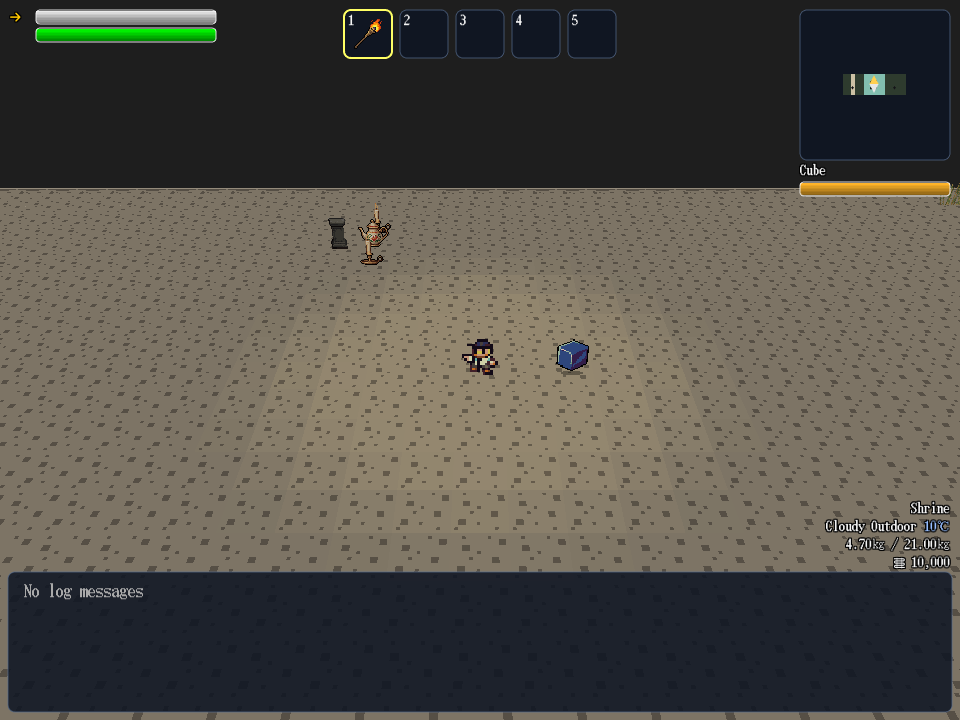 1
2
3
4
5
Cube
Shrine
Cloudy Outdoor 10℃
4.70kg / 21.00kg
10,000
No log messages